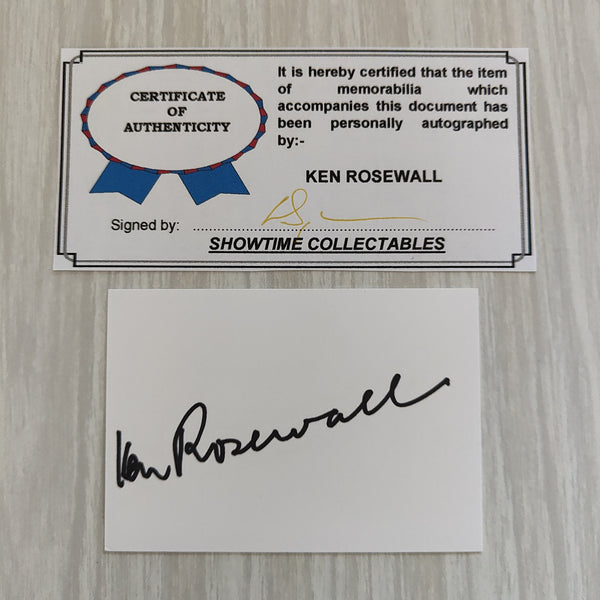 CERTIFICATE
OF
AUTHENTICITY
It is hereby certified that the item
of memorabilia which
accompanies this document has
been personally autographed
by:-
KEN ROSEWALL
Signed by:
SHOWTIME COLLECTABLES
Ken Rosewall